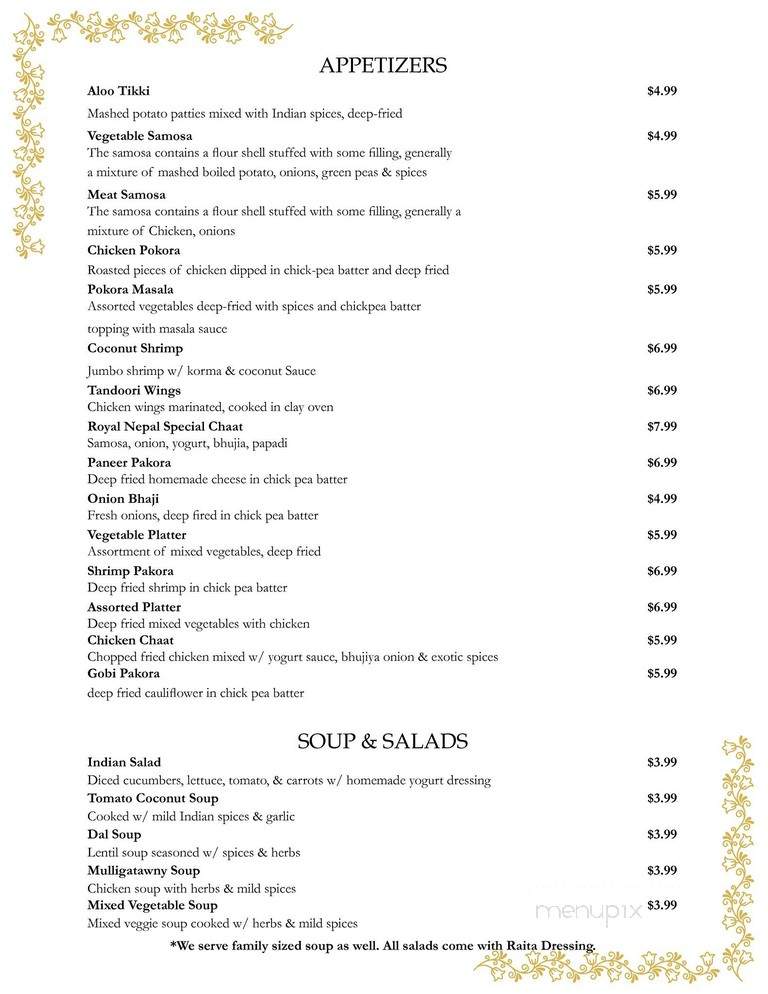 APPETIZERS
Aloo Tikki $4.99
Mashed potato patties mixed with Indian spices, deep-fried
Vegetable Samosa $4.99
The samosa contains a flour shell stuffed with some filling, generally
a mixture of mashed boiled potato, onions, green peas & spices
Meat Samosa $5.99
The samosa contains a flour shell stuffed with some filling, generally a
mixture of Chicken, onions
Chicken Pokora $5.99
Roasted pieces of chicken dipped in chick-pea batter and deep fried
Pokora Masala $5.99
Assorted vegetables deep-fried with spices and chickpea batter
topping with masala sauce
Coconut Shrimp $6.99
Jumbo shrimp w/ korma & coconut Sauce
Tandoori Wings $6.99
Chicken wings marinated, cooked in clay oven
Royal Nepal Special Chaat $7.99
Samosa, onion, yogurt, bhujia, papadi
Paneer Pakora $6.99
Deep fried homemade cheese in chick pea batter
Onion Bhaji $4.99
Fresh onions, deep fired in chick pea batter
Vegetable Platter $5.99
Assortment of mixed vegetables, deep fried
Shrimp Pakora $6.99
Deep fried shrimp in chick pea batter
Assorted Platter $6.99
Deep fried mixed vegetables with chicken
Chicken Chaat $5.99
Chopped fried chicken mixed w/ yogurt sauce, bhujiya onion & exotic spices
Gobi Pakora $5.99
deep fried cauliflower in chick pea batter
SOUP & SALADS
Indian Salad $3.99
Diced cucumbers, lettuce, tomato, & carrots w/ homemade yogurt dressing
Tomato Coconut Soup $3.99
Cooked w/ mild Indian spices & garlic
Dal Soup $3.99
Lentil soup seasoned w/ spices & herbs
Mulligatawny Soup $3.99
Chicken soup with herbs & mild spices
Mixed Vegetable Soup $3.99
menupix
Mixed veggie soup cooked w/ herbs & mild spices
*We serve family sized soup as well. All salads come with Raita Dressing.